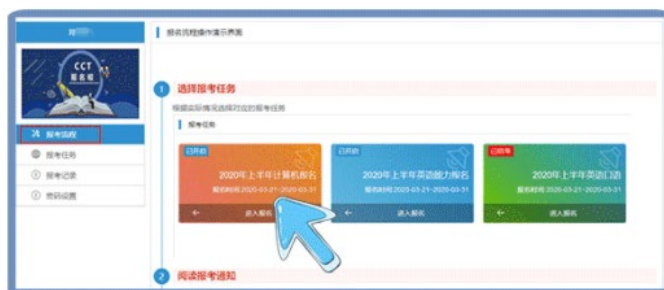 报名流程操作演示界面
CCT
报名啦
1 选择报考任务
根据实际情况选择对应的报考任务
报考流程
报考任务
报考任务
报考记录
密码设置
已开启
2020年上半年计算机报名
报名时间:2020-03-21~2020-03-31
进入报名
已开启
2020年上半年英语能力报名
报名时间:2020-03-21~2020-03-31
进入报名
2020年上半年英语口语
报名时间:2020-03-21~2020-03-31
进入报名
2 阅读报考通知